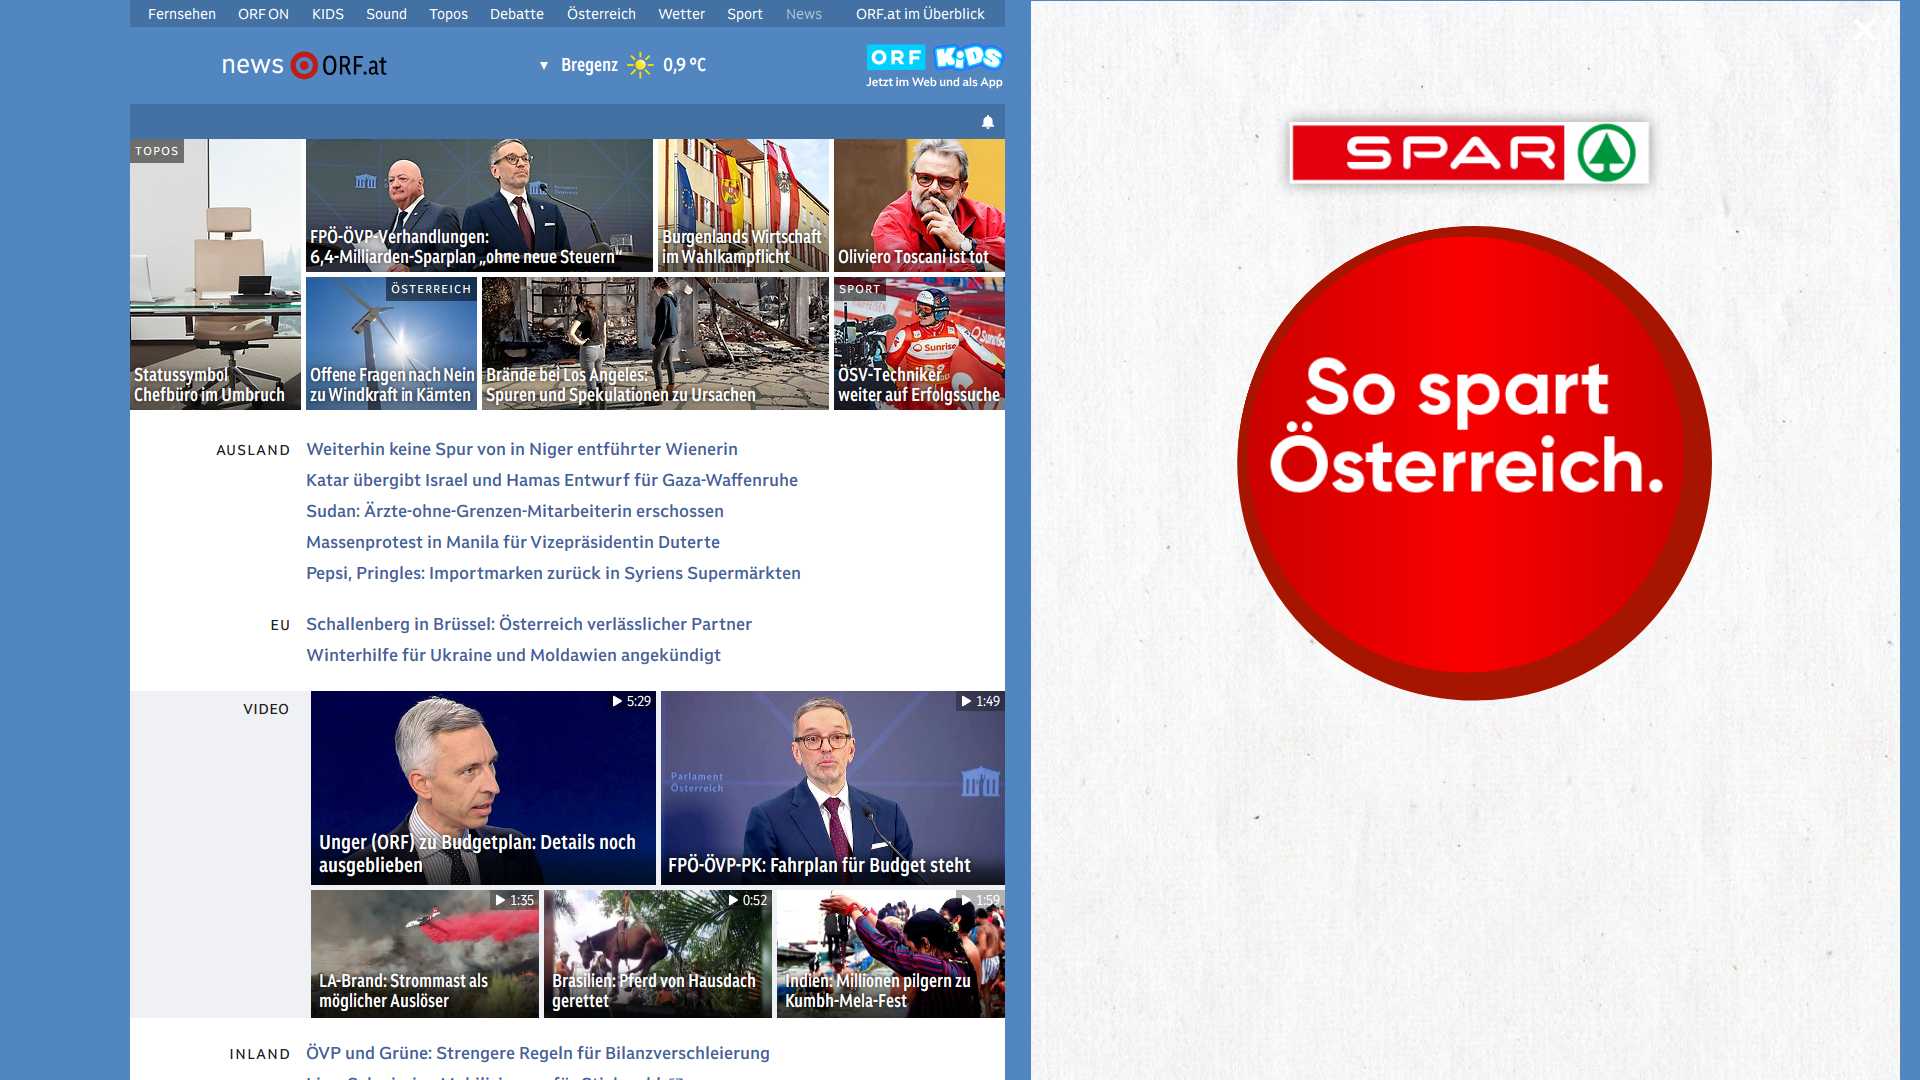 Fernsehen ORF ON KIDS Sound Topos Debatte Österreich Wetter Sport News ORF.at im Überblick
news ORF.at
Bregenz 0,9 °C
ORF KiDS
Jetzt im Web und als App
TOPOS
Statussymbol
Chefbüro im Umbruch
FPÖ-ÖVP-Verhandlungen:
6,4-Milliarden-Sparplan „ohne neue Steuern“
Burgenlands Wirtschaft
im Wahlkampflicht
Oliviero Toscani ist tot
ÖSTERREICH
Offene Fragen nach Nein
zu Windkraft in Kärnten
Brände bei Los Angeles:
Spuren und Spekulationen zu Ursachen
SPORT
Sunrise
ÖSV-Techniker
weiter auf Erfolgssuche
AUSLAND
Weiterhin keine Spur von in Niger entführter Wienerin
Katar übergibt Israel und Hamas Entwurf für Gaza-Waffenruhe
Sudan: Ärzte-ohne-Grenzen-Mitarbeiterin erschossen
Massenprotest in Manila für Vizepräsidentin Duterte
Pepsi, Pringles: Importmarken zurück in Syriens Supermärkten
EU
Schallenberg in Brüssel: Österreich verlässlicher Partner
Winterhilfe für Ukraine und Moldawien angekündigt
VIDEO
5:29
Unger (ORF) zu Budgetplan: Details noch
ausgeblieben
1:49
Parlament
Österreich
FPÖ-ÖVP-PK: Fahrplan für Budget steht
1:35
LA-Brand: Strommast als
möglicher Auslöser
0:52
Brasilien: Pferd von Hausdach
gerettet
1:59
Indien: Millionen pilgern zu
Kumbh-Mela-Fest
INLAND
ÖVP und Grüne: Strengere Regeln für Bilanzverschleierung
SPAR
So spart
Österreich.